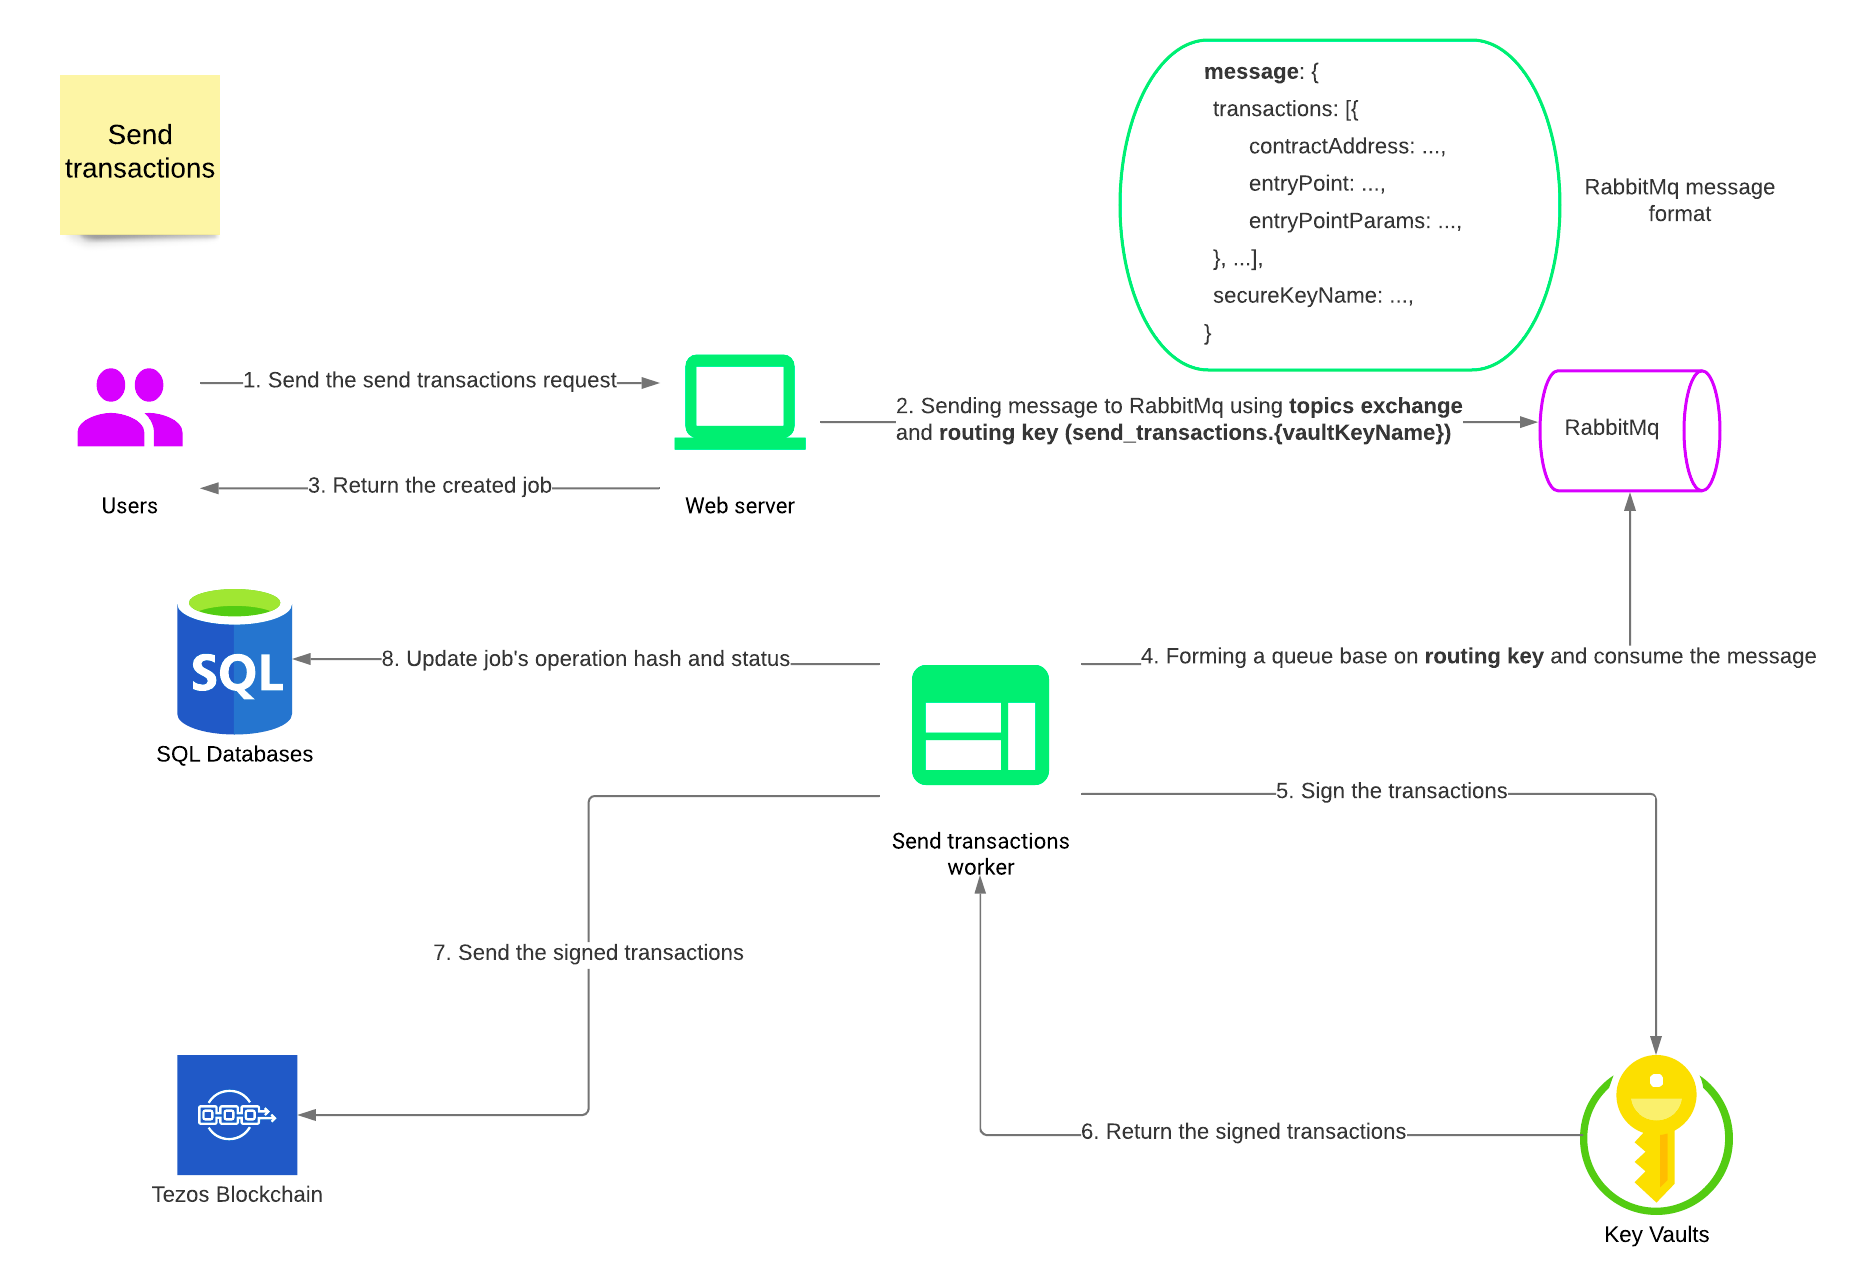 Send
transactions
message: {
transactions: [{
contractAddress: ...,
entryPoint: ...,
entryPointParams: ...,
}, ...],
secureKeyName: ...,
}
RabbitMq message
format
1. Send the send transactions request
2. Sending message to RabbitMq using topics exchange
and routing key (send_transactions.{vaultKeyName})
RabbitMq
3. Return the created job
Users
Web server
SQL
SQL Databases
8. Update job's operation hash and status
4. Forming a queue base on routing key and consume the message
5. Sign the transactions
Send transactions
worker
7. Send the signed transactions
6. Return the signed transactions
Tezos Blockchain
Key Vaults